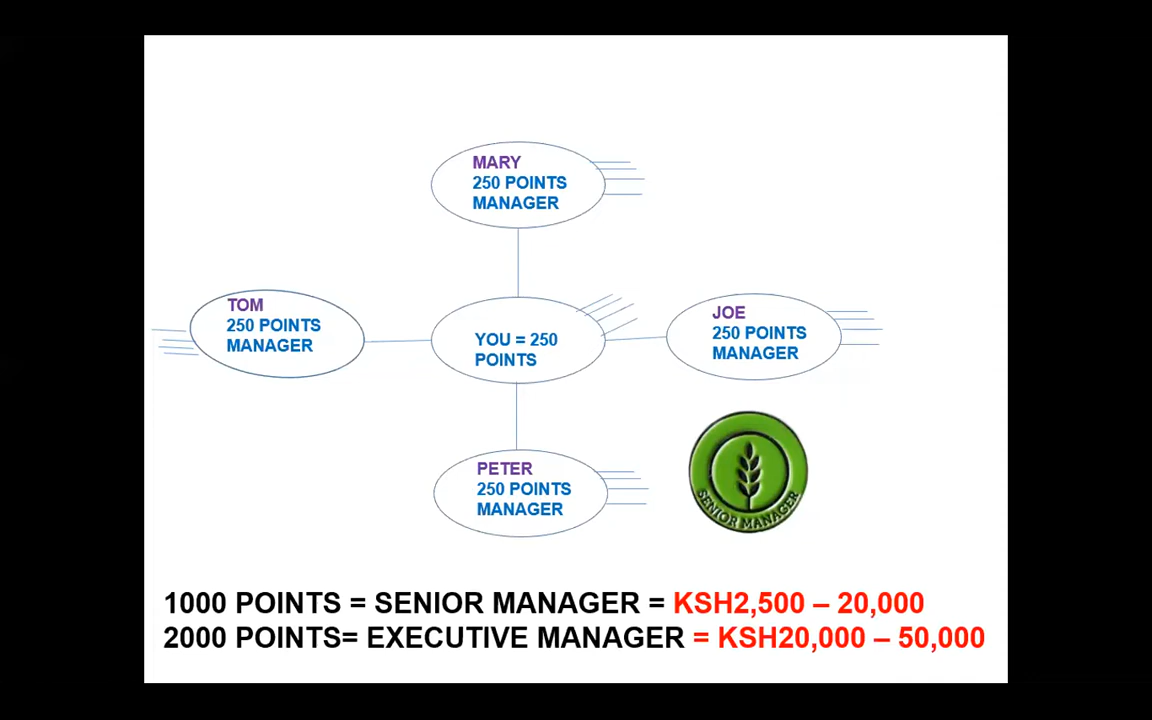 MARY
250 POINTS
MANAGER
TOM
250 POINTS
MANAGER
YOU = 250
POINTS
JOE
250 POINTS
MANAGER
PETER
250 POINTS
MANAGER
SENIOR MANAGER
1000 POINTS = SENIOR MANAGER = KSH2,500 – 20,000
2000 POINTS= EXECUTIVE MANAGER = KSH20,000 – 50,000